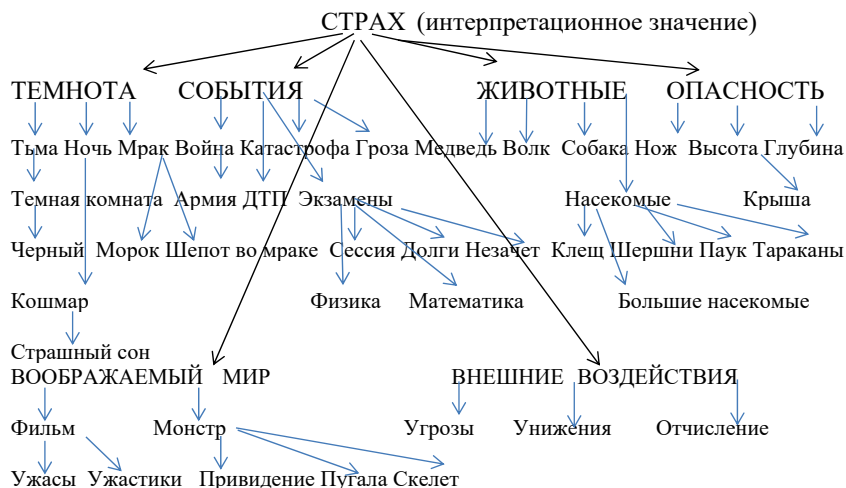 СТРАХ (интерпретационное значение)
ТЕМНОТА СОБЫТИЯ ЖИВОТНЫЕ ОПАСНОСТЬ
Тьма Ночь Мрак Война Катастрофа Гроза Медведь Волк Собака Нож Высота Глубина
Темная комната Армия ДТП Экзамены Насекомые Крыша
Черный Морок Шепот во мраке Сессия Долги Незачет Клещ Шершни Паук Тараканы
Кошмар Физика Математика Большие насекомые
Страшный сон
ВООБРАЖАЕМЫЙ МИР ВНЕШНИЕ ВОЗДЕЙСТВИЯ
Фильм Монстр Угрозы Унижения Отчисление
Ужасы Ужастики Привидение Пугала Скелет